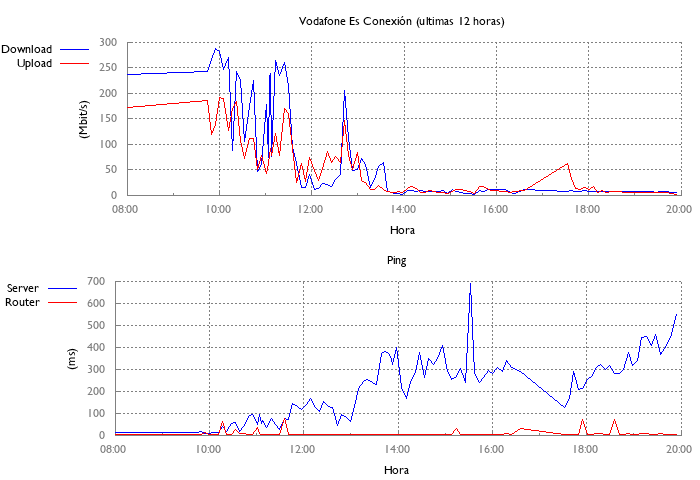 Vodafone Es Conexión (ultimas 12 horas)
Download
Upload
(Mbit/s)
300
250
200
150
100
50
0
08:00 10:00 12:00 14:00 16:00 18:00 20:00
Hora
Ping
Server
Router
(ms)
700
600
500
400
300
200
100
0
08:00 10:00 12:00 14:00 16:00 18:00 20:00
Hora